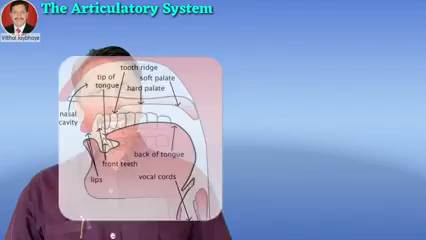 The Articulatory System
Vitthal Jaybhaye
tooth ridge
tip of
tongue
soft palate
hard palate
nasal
cavity
back of tongue
front teeth
lips
vocal cords